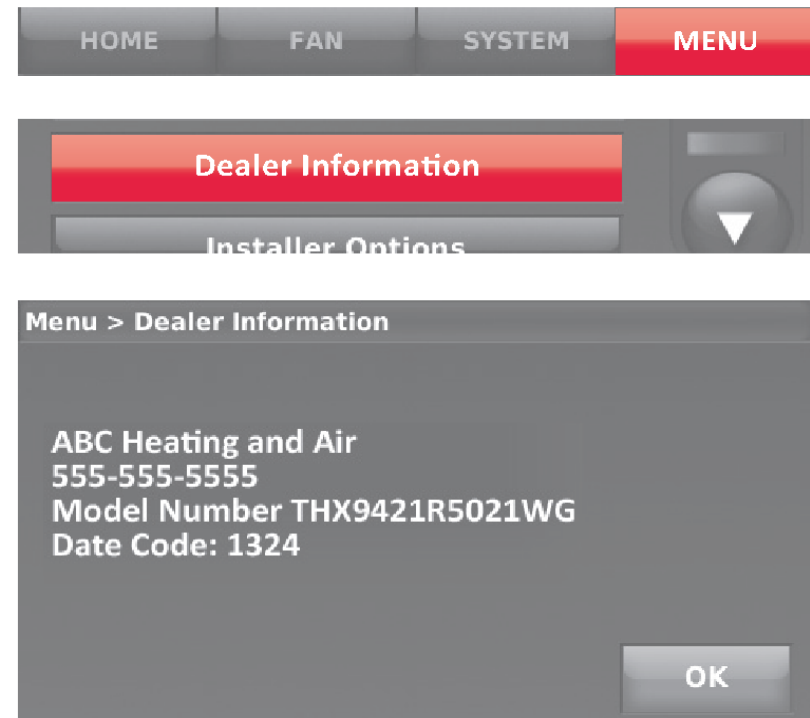 HOME FAN SYSTEM MENU
Dealer Information
Installer Options
Menu > Dealer Information
ABC Heating and Air
555-555-5555
Model Number THX9421R5021WG
Date Code: 1324
OK